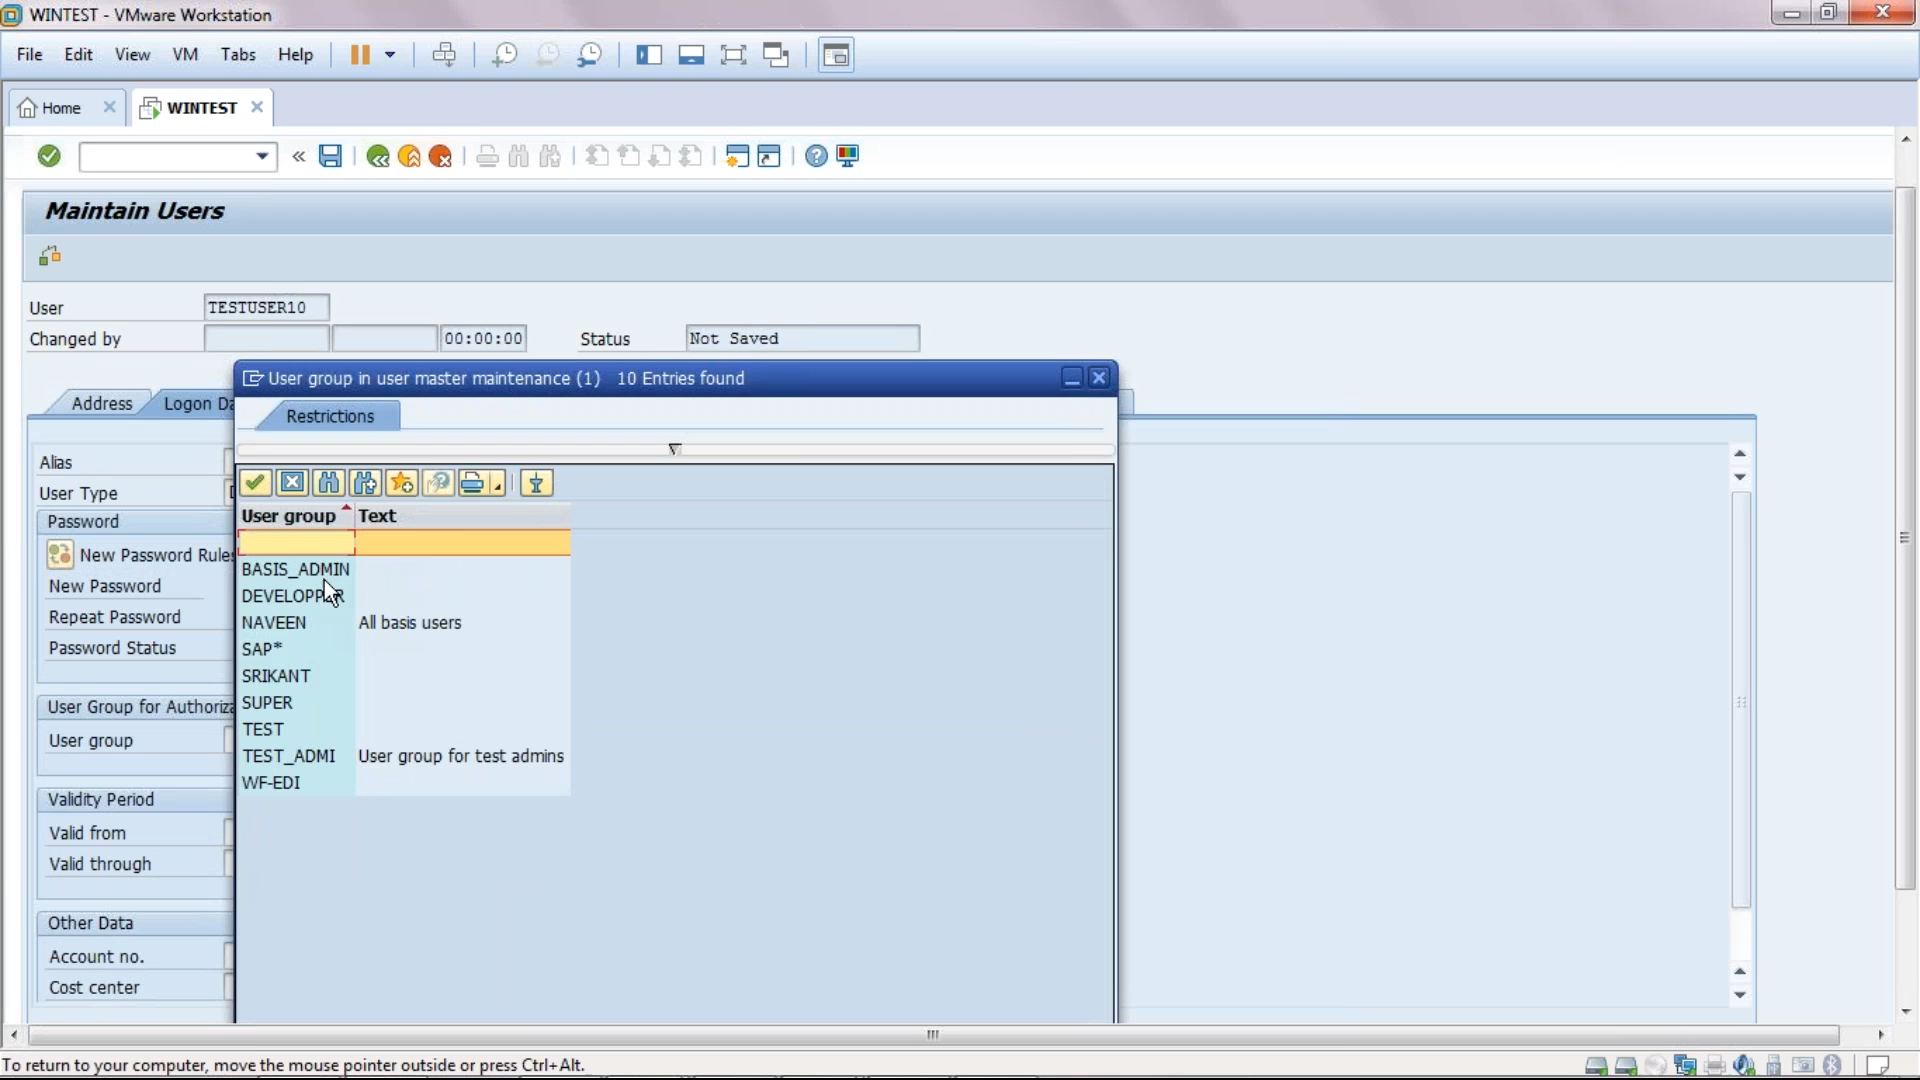 WINTEST - VMware Workstation
File Edit View VM Tabs Help
Home WINTEST
Maintain Users
User TESTUSER10
Changed by 00:00:00 Status Not Saved
User group in user master maintenance (1) 10 Entries found
Address Logon Da
Restrictions
Alias
User Type
Password
New Password Rules
New Password
Repeat Password
Password Status
User Group for Authoriza
User group
Validity Period
Valid from
Valid through
Other Data
Account no.
Cost center
User group Text
BASIS_ADMIN
NAVEEN All basis users
SAP*
SRIKANT
SUPER
TEST
TEST_ADMI User group for test admins
WF-EDI
To return to your computer, move the mouse pointer outside or press Ctrl+Alt.